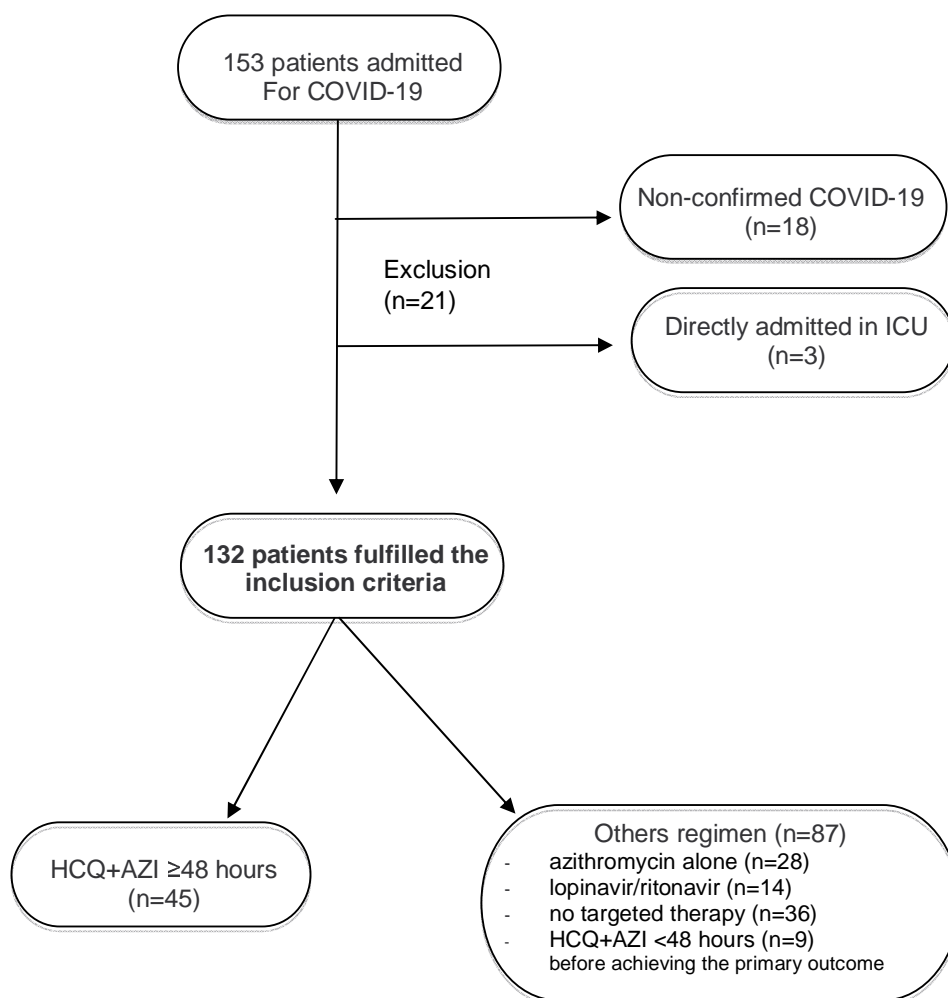 153 patients admitted
For COVID-19
Non-confirmed COVID-19
(n=18)
Exclusion
(n=21)
Directly admitted in ICU
(n=3)
132 patients fulfilled the
inclusion criteria
HCQ+AZI ≥48 hours
(n=45)
Others regimen (n=87)
- azithromycin alone (n=28)
- lopinavir/ritonavir (n=14)
- no targeted therapy (n=36)
- HCQ+AZI <48 hours (n=9)
before achieving the primary outcome